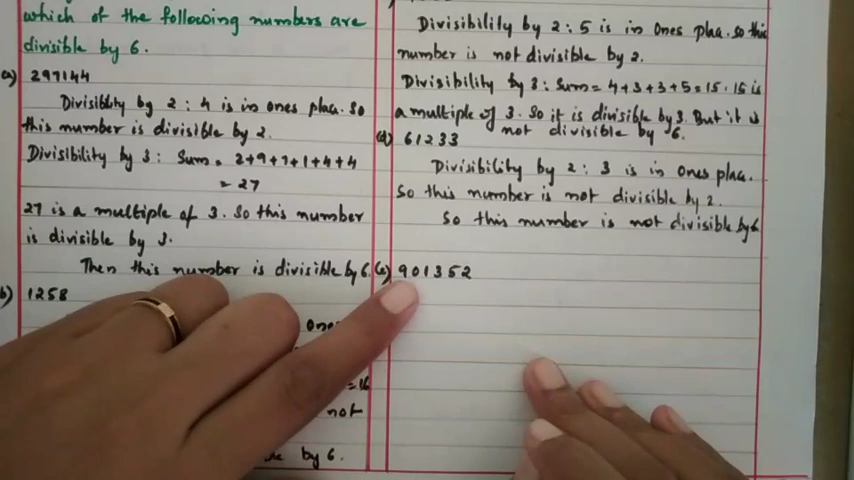 which of the following numbers are
divisible by 6.
a) 297144
Divisiblity by 2 : 4 is in ones place. So
this number is divisible by 2.
Divisibility by 3 : Sum = 2+9+7+1+4+4
= 27
27 is a multiple of 3. So this number
is divisible by 3.
Then this number is divisible by 6.
b) 1258
ones
=16
not
by 6.
Divisibility by 2 : 5 is in ones place. so this
number is not divisible by 2.
Divisibility by 3 : Sum = 4+3+3+5=15. 15 is
a multiple of 3. So it is divisible by 3. But it is
not divisible by 6.
(d) 61233
Divisibility by 2 : 3 is in ones place.
So this number is not divisible by 2.
So this number is not divisible by 6
(e) 901352